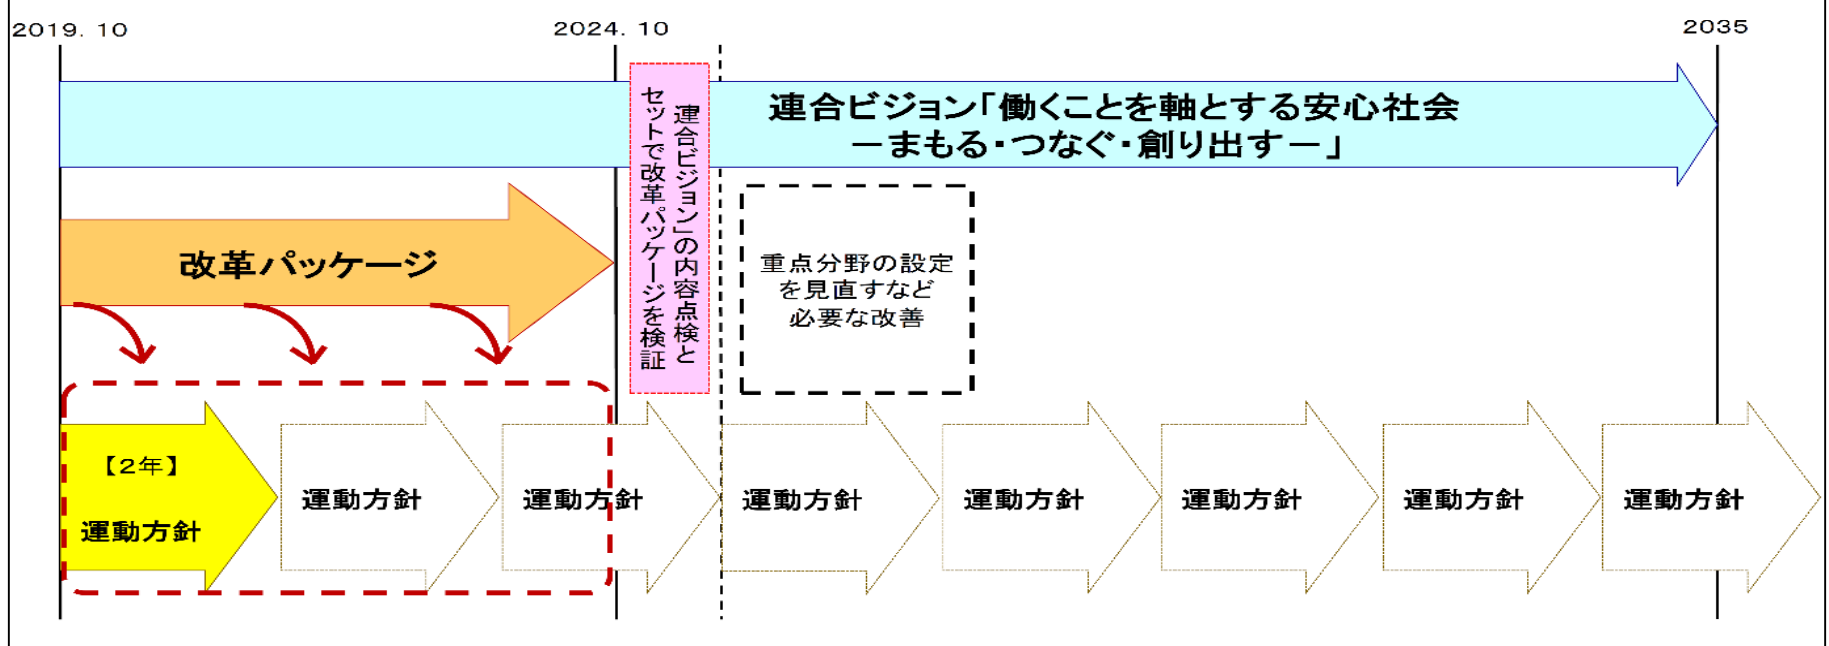 2019. 10
2024. 10
2035
連合ビジョン「働くことを軸とする安心社会
－まもる・つなぐ・創り出す－」
連合ビジョン」の内容点検と
セットで改革パッケージを検証
改革パッケージ
重点分野の設定
を見直すなど
必要な改善
【2年】
運動方針
運動方針
運動方針
運動方針
運動方針
運動方針
運動方針
運動方針